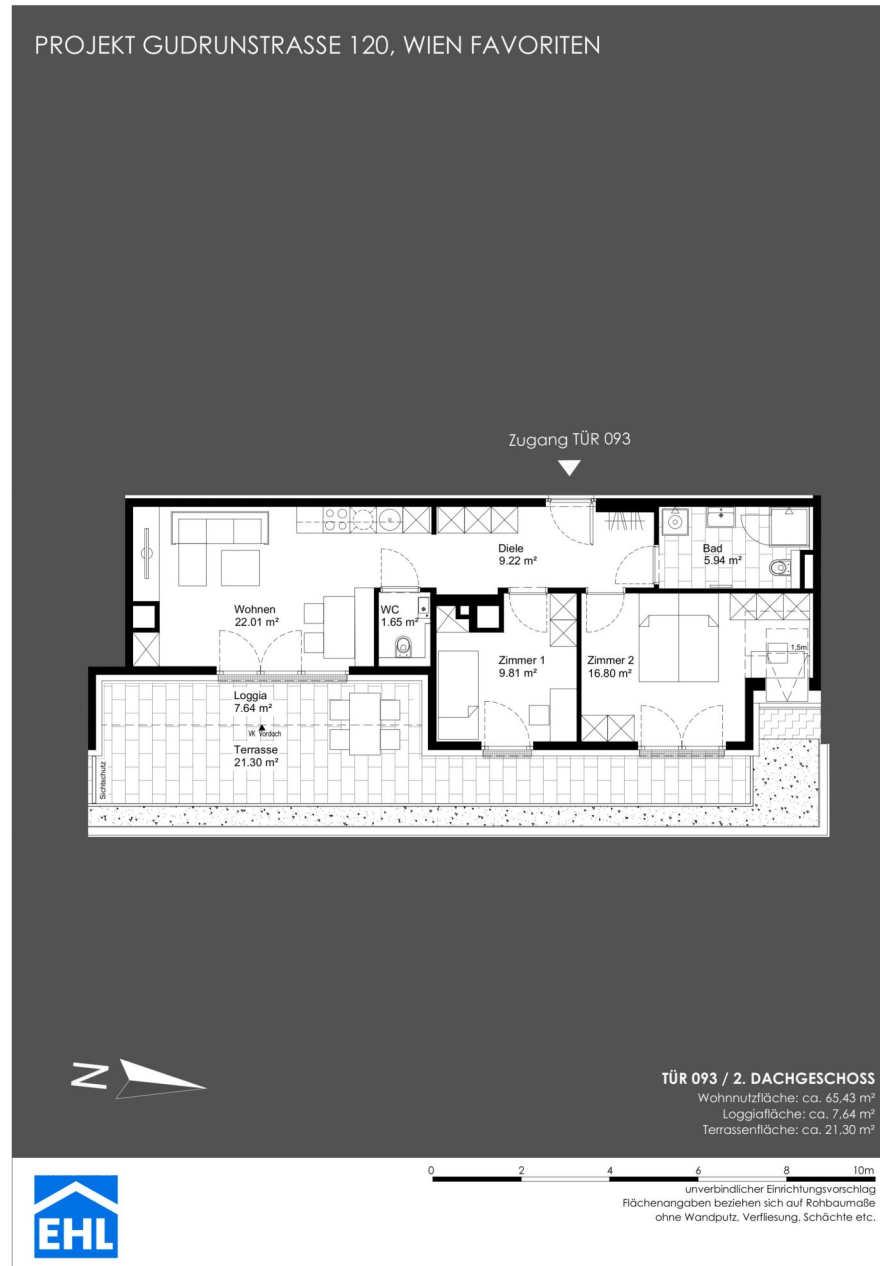 PROJEKT GUDRUNSTRASSE 120, WIEN FAVORITEN
Zugang TÜR 093
Diele
9.22 m²
Bad
5.94 m²
Wohnen
22.01 m²
WC
1.65 m²
Zimmer 1
9.81 m²
Zimmer 2
16.80 m²
1,5m
Loggia
7.64 m²
VK Vordach
Terrasse
21.30 m²
Sichtschutz
N
TÜR 093 / 2. DACHGESCHOSS
Wohnnutzfläche: ca. 65,43 m²
Loggiafläche: ca. 7,64 m²
Terrassenfläche: ca. 21,30 m²
0 2 4 6 8 10m
unverbindlicher Einrichtungsvorschlag
Flächenangaben beziehen sich auf Rohbaumaße
ohne Wandputz, Verfliesung, Schächte etc.
EHL